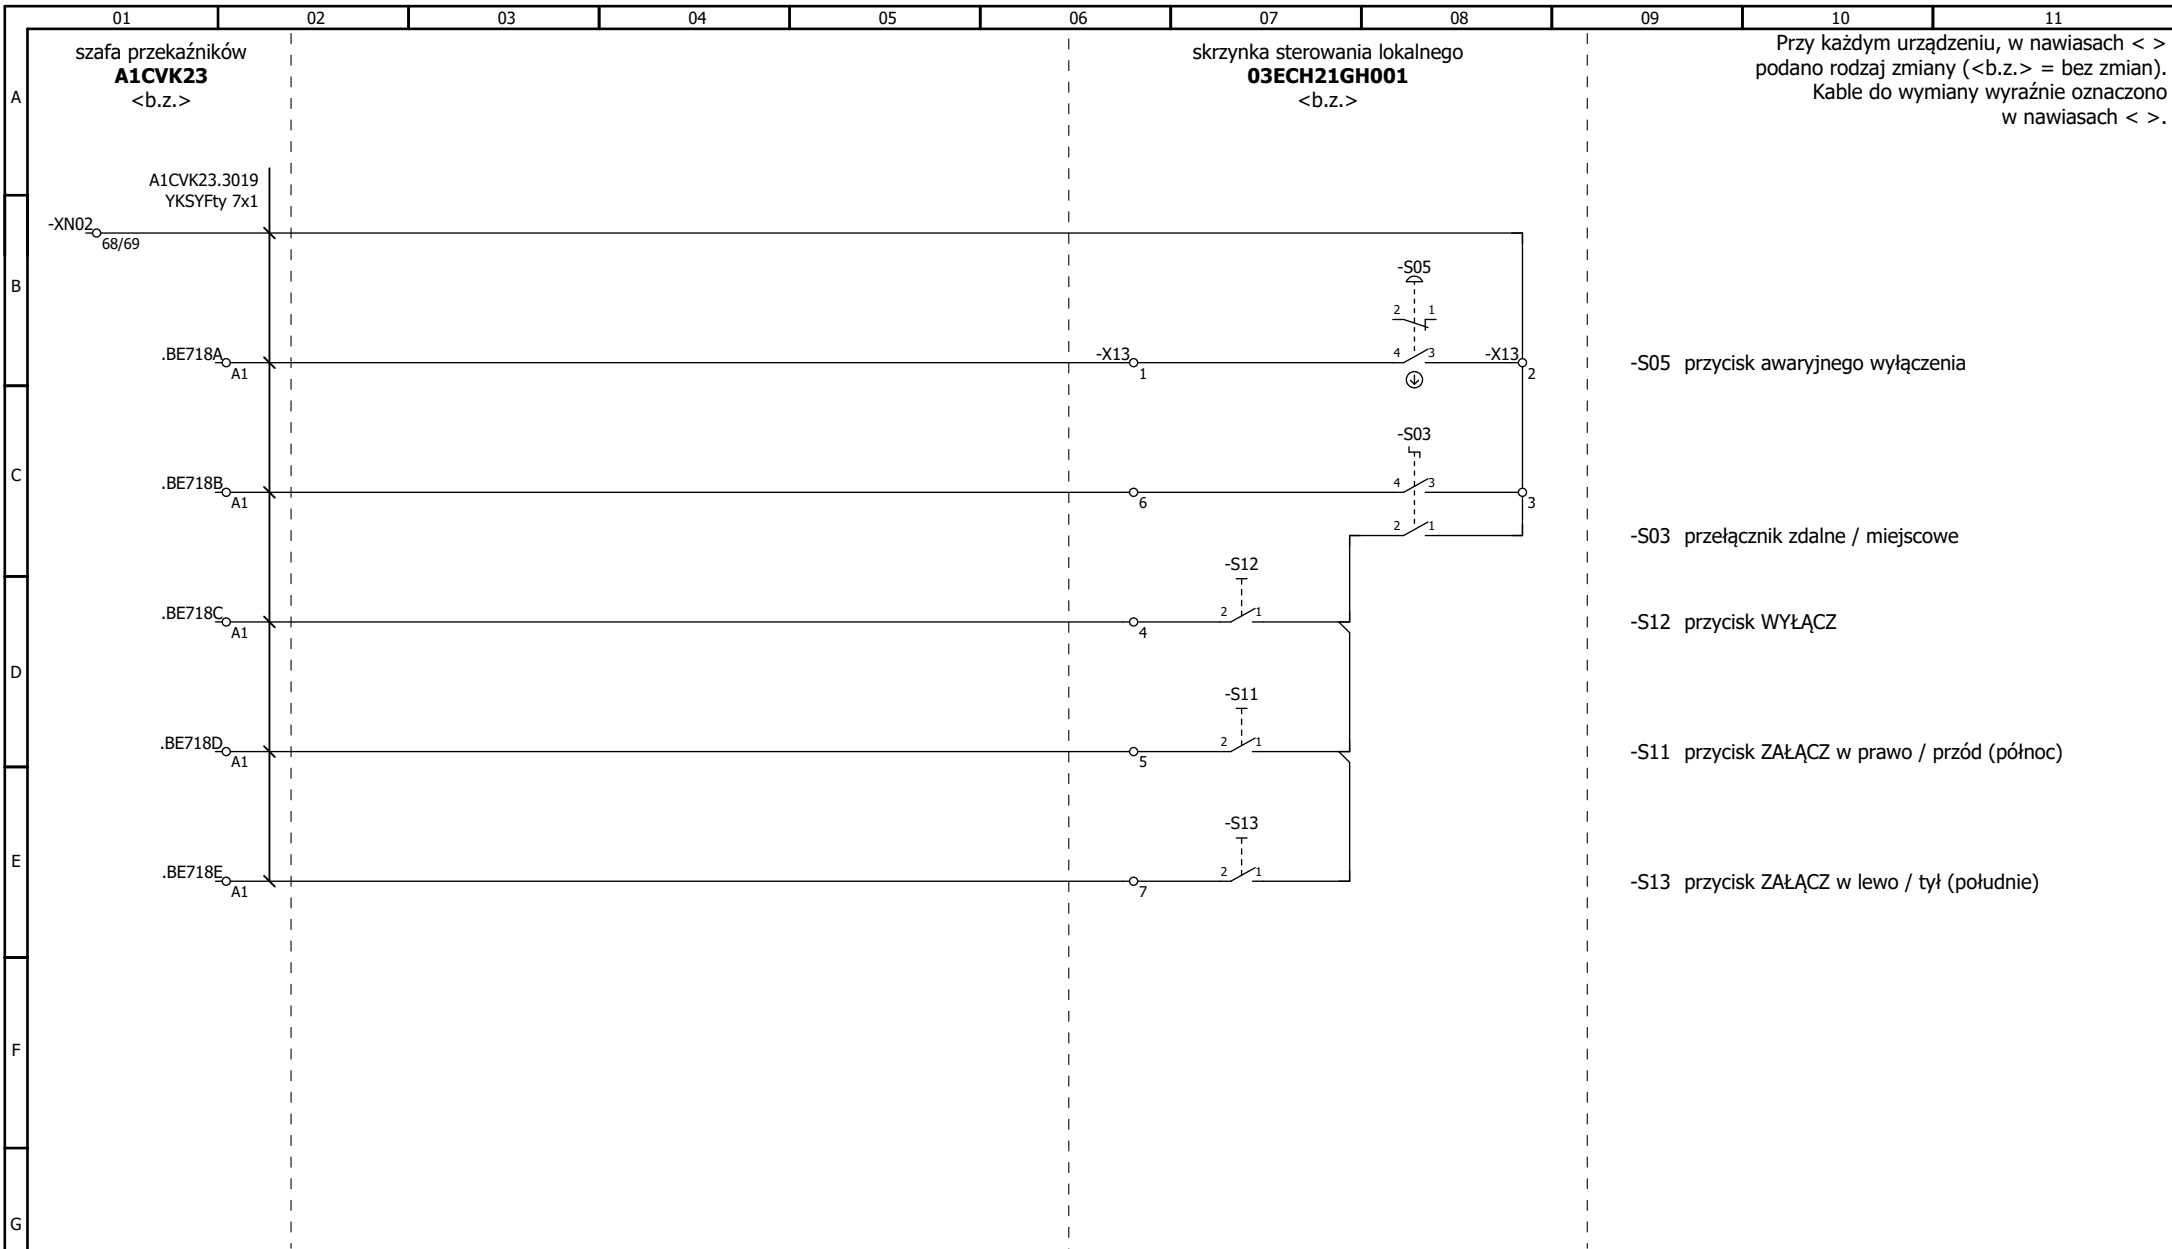 01 02 03 04 05 06 07 08 09 10 11
szafa przekaźników
A1CVK23
<b.z.>
skrzynka sterowania lokalnego
03ECH21GH001
<b.z.>
Przy każdym urządzeniu, w nawiasach < >
podano rodzaj zmiany (<b.z.> = bez zmian).
Kable do wymiany wyraźnie oznaczono
w nawiasach < >.
A
A1CVK23.3019
YKSYFty 7x1
-XN02
68/69
B
-S05
2 1
.BE718A
A1
-X13
1
4 3
-X13
2
-S05 przycisk awaryjnego wyłączenia
C
-S03
.BE718B
A1
6
4 3
3
2 1
-S03 przełącznik zdalne / miejscowe
-S12
.BE718C
A1
4
2 1
-S12 przycisk WYŁĄCZ
D
-S11
.BE718D
A1
5
2 1
-S11 przycisk ZAŁĄCZ w prawo / przód (północ)
-S13
E
.BE718E
A1
7
2 1
-S13 przycisk ZAŁĄCZ w lewo / tył (południe)
F
G